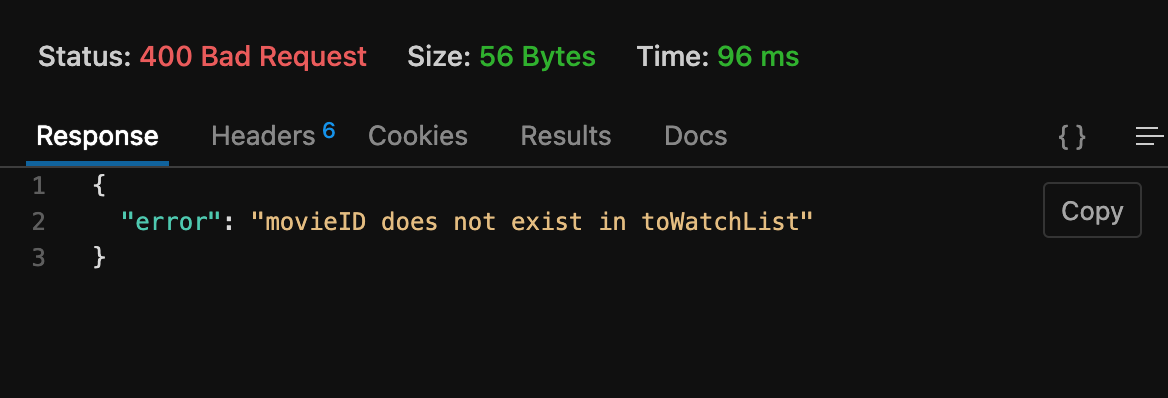 Status: 400 Bad Request Size: 56 Bytes Time: 96 ms
Response Headers 6 Cookies Results Docs { }
1 {
2 "error": "movieID does not exist in toWatchList"
Copy
3 }